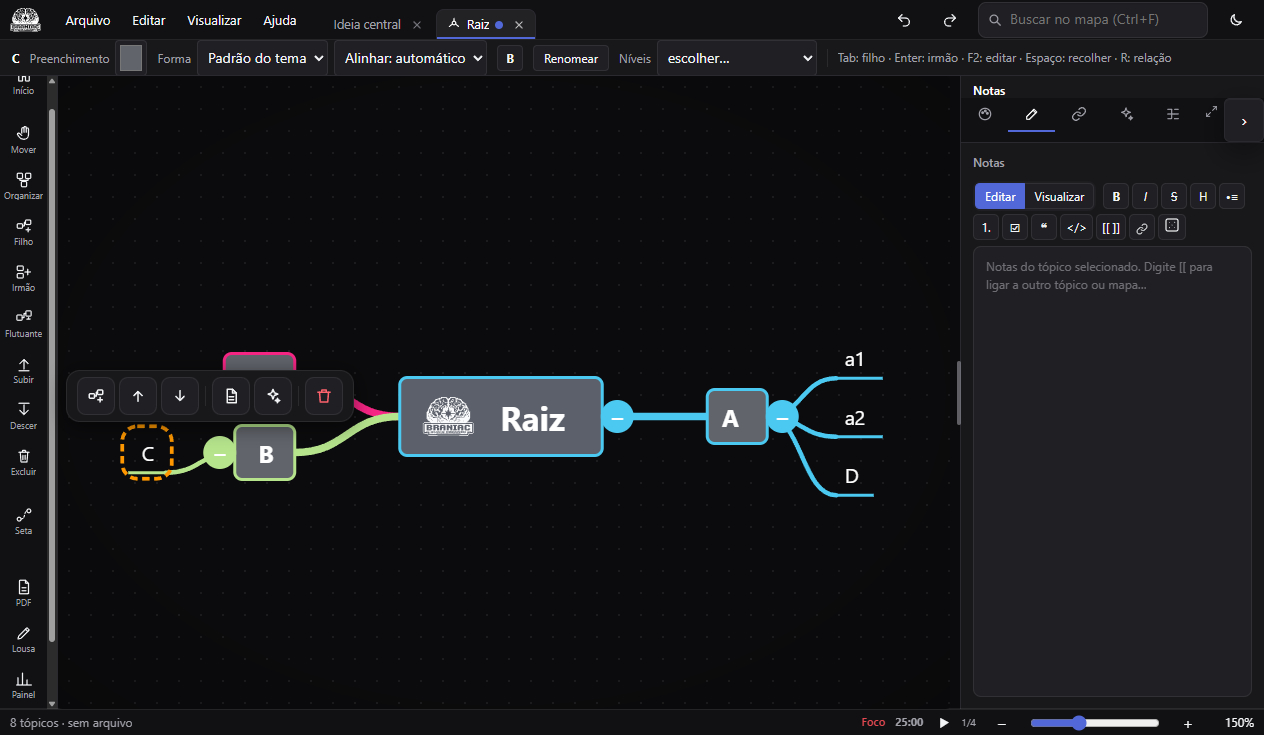 Arquivo Editar Visualizar Ajuda Ideia central Raiz Buscar no mapa (Ctrl+F)
C Preenchimento Forma Padrão do tema Alinhar: automático B Renomear Níveis escolher... Tab: filho · Enter: irmão · F2: editar · Espaço: recolher · R: relação
Início
Mover
Organizar
Filho
Irmão
Flutuante
Subir
Descer
Excluir
Seta
PDF
Lousa
Painel
BRANIAC
Raiz
A
a1
a2
D
B
C
Notas
Notas
Editar Visualizar B I S H
1. ❝ </> [[ ]]
Notas do tópico selecionado. Digite [[ para
ligar a outro tópico ou mapa...
8 tópicos · sem arquivo Foco 25:00 1/4 − + 150%